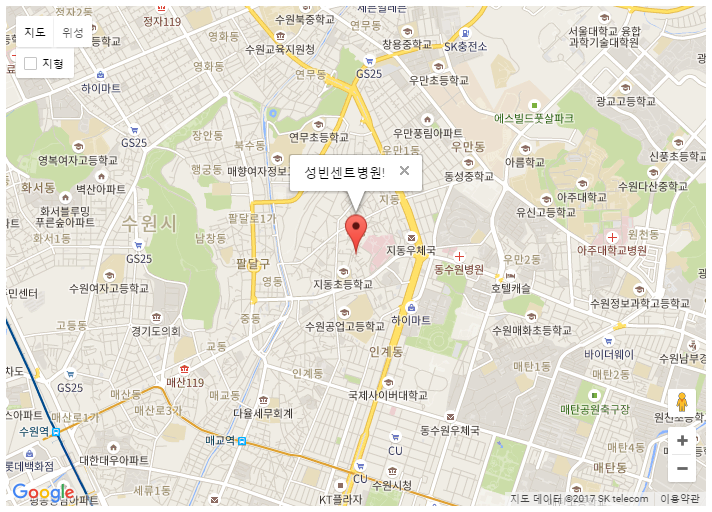 정자119
수원북중학교
세븐일레븐
정자2동
연무중
창용중학교
서울대학교 융합
과학기술대학원
지도
위성
영화동
수원교육지원청
SK충전소
지형
영화동
연무동
GS25
우만초등학교
하이마트
광교고등학교
에스빌드풋살파크
GS25
장안동
연무초등학교
우만풍림아파트
북수동
우만1동
우만동
신풍초등학교
영복여자고등학교
행궁동
매향여자정보고
아름학교
화서동
벽산아파트
성빈센트병원!
동성중학교
수원다산중학교
화서블루밍
푸른숲아파트
지동
아주대학교
수원시
팔달로1가
유신고등학교
원천동
화서1동
남창동
지동우체국
아주대학교병원
GS25
팔달구
동수원병원
우만2동
수원여자고등학교
영동
지동초등학교
호텔캐슬
민센터
수원정보과학고등학교
고등동
중동
하이마트
경기도의회
수원공업고등학교
수원매화초등학교
인계동
바이더웨이
수원남부경
차도
GS25
매산119
교동
인계동
매탄1동
매탄2동
매산동
국제사이버대학교
스아파트
매산로1가
매산로3가
다율세무회계
매탄공원축구장
원천초등학교
수원역
매교역
동수원우체국
매탄4동
롯데백화점
대한대우아파트
CU
매탄동
CU
수원시청
Google
세류1동
KT플라자
지도 데이터 ©2017 SK telecom
이용약관